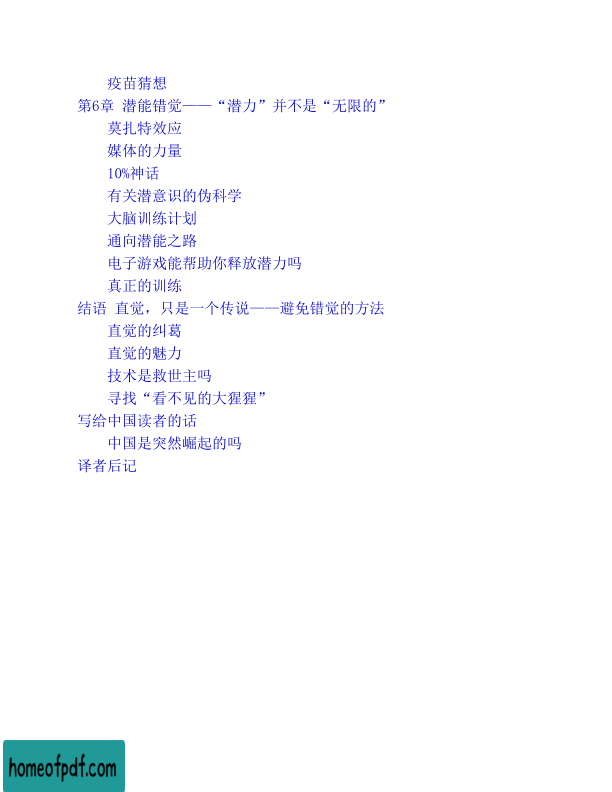 疫苗猜想
第6章 潜能错觉——“潜力”并不是“无限的”
莫扎特效应
媒体的力量
10%神话
有关潜意识的伪科学
大脑训练计划
通向潜能之路
电子游戏能帮助你释放潜力吗
真正的训练
结语 直觉，只是一个传说——避免错觉的方法
直觉的纠葛
直觉的魅力
技术是救世主吗
寻找“看不见的大猩猩”
写给中国读者的话
中国是突然崛起的吗
译者后记
homeofpdf.com